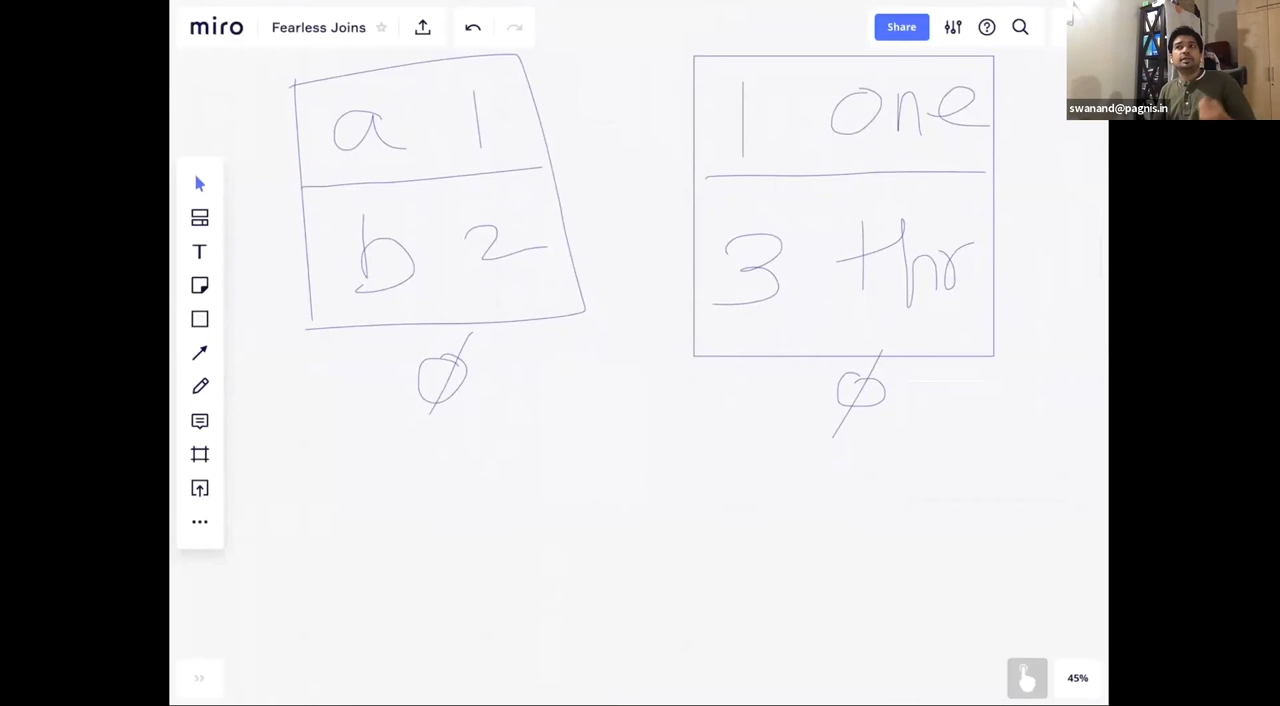 miro
Fearless Joins
Share
swanand@pagnis.in
a 1
b 2
Ø
1 one
3 thr
Ø
T
45%